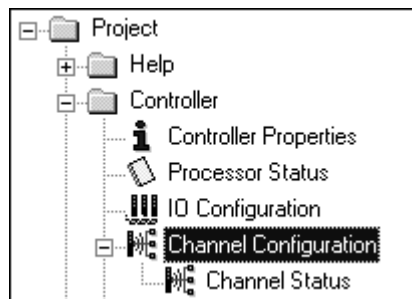 Project
Help
Controller
Controller Properties
Processor Status
IO Configuration
Channel Configuration
Channel Status